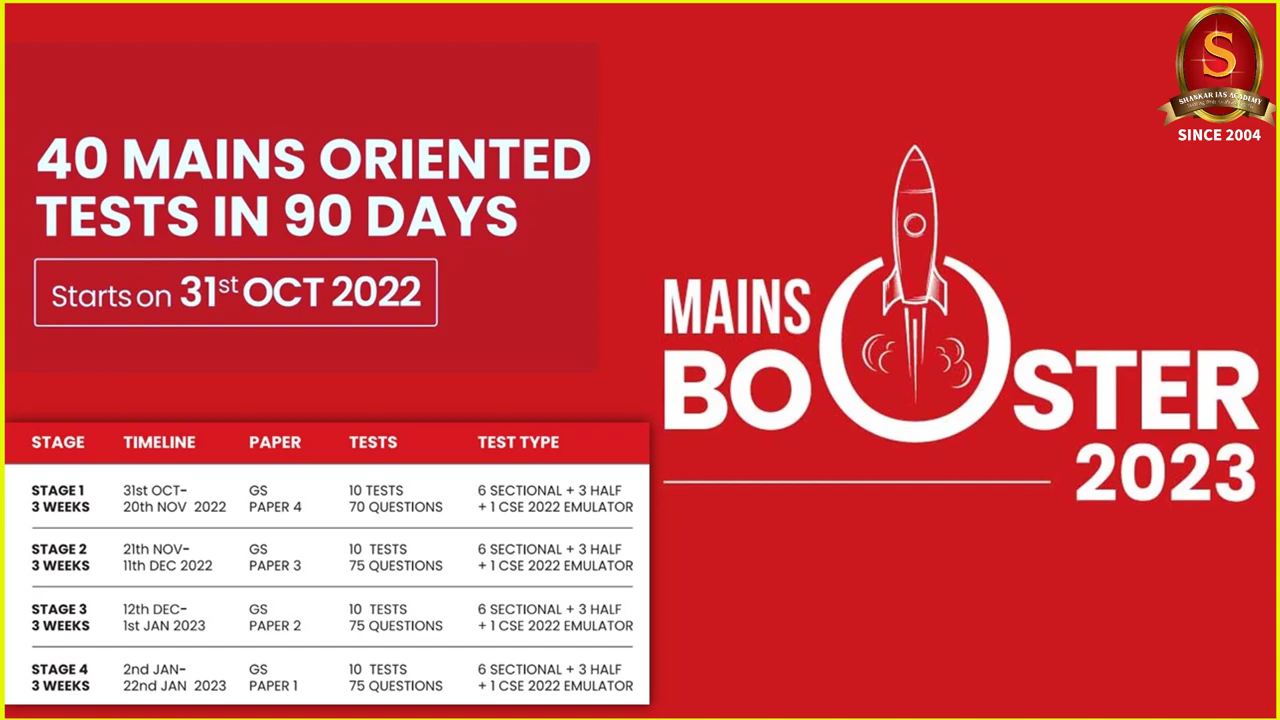 40 MAINS ORIENTED
TESTS IN 90 DAYS
Starts on 31st OCT 2022
S
SHANKAR IAS ACADEMY
SINCE 2004
MAINS
BOOSTER
2023
STAGE TIMELINE PAPER TESTS TEST TYPE
STAGE 1 31st OCT- GS 10 TESTS 6 SECTIONAL + 3 HALF
3 WEEKS 20th NOV 2022 PAPER 4 70 QUESTIONS + 1 CSE 2022 EMULATOR
STAGE 2 21th NOV- GS 10 TESTS 6 SECTIONAL + 3 HALF
3 WEEKS 11th DEC 2022 PAPER 3 75 QUESTIONS + 1 CSE 2022 EMULATOR
STAGE 3 12th DEC- GS 10 TESTS 6 SECTIONAL + 3 HALF
3 WEEKS 1st JAN 2023 PAPER 2 75 QUESTIONS + 1 CSE 2022 EMULATOR
STAGE 4 2nd JAN- GS 10 TESTS 6 SECTIONAL + 3 HALF
3 WEEKS 22nd JAN 2023 PAPER 1 75 QUESTIONS + 1 CSE 2022 EMULATOR